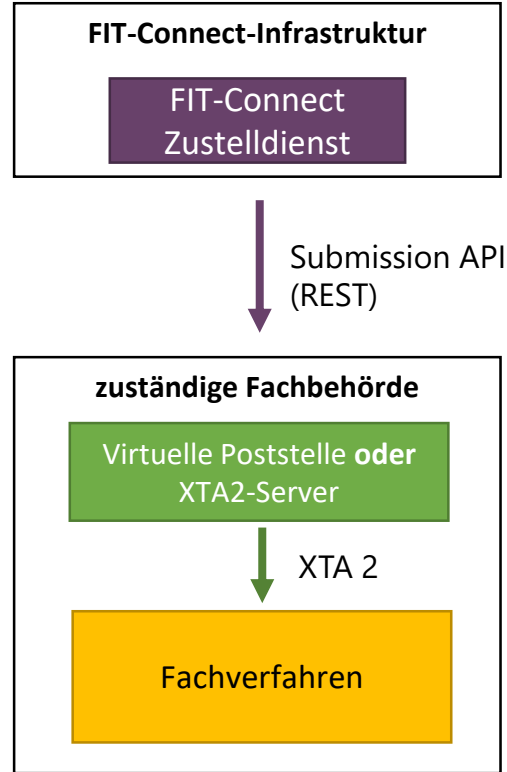 FIT-Connect-Infrastruktur
FIT-Connect
Zustelldienst
Submission API
(REST)
zuständige Fachbehörde
Virtuelle Poststelle oder
XTA2-Server
XTA 2
Fachverfahren